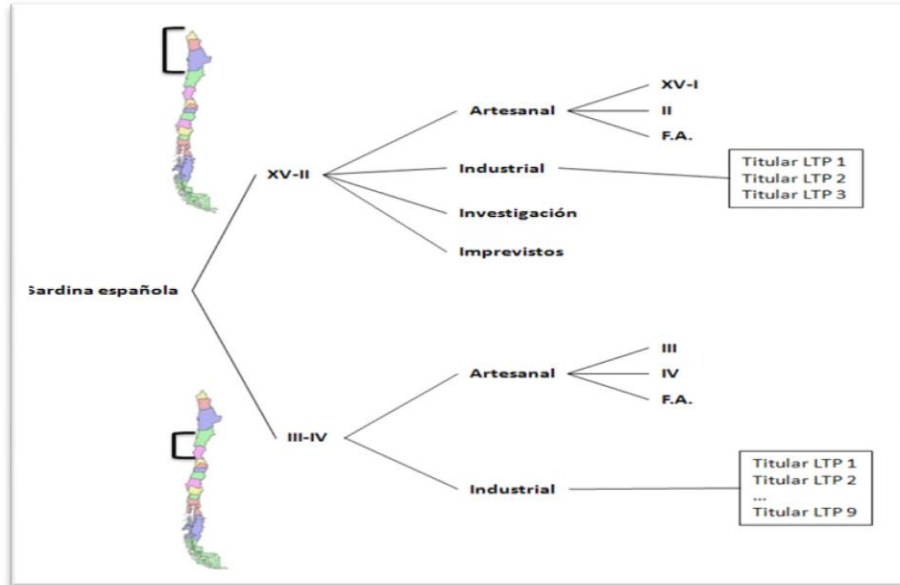 XV-I
Artesanal
II
F.A.
Industrial
Titular LTP 1
Titular LTP 2
Titular LTP 3
XV-II
Investigación
Imprevistos
Sardina española
III
Artesanal
IV
F.A.
III-IV
Titular LTP 1
Titular LTP 2
...
Titular LTP 9
Industrial